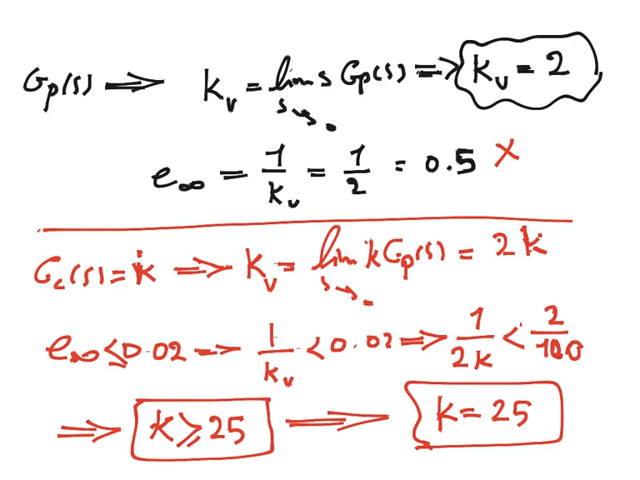 Gp(s) ⟹ Kv = lim s→0 s Gp(s) ⟹ Kv = 2
e∞ = 1/Kv = 1/2 = 0.5 ×
Gc(s) = k ⟹ Kv = lim s→0 k Gp(s) = 2k
e∞ < 0.02 ⟹ 1/Kv < 0.02 ⟹ 1/2k < 2/100
⟹ k ⩾ 25 ⟹ k = 25